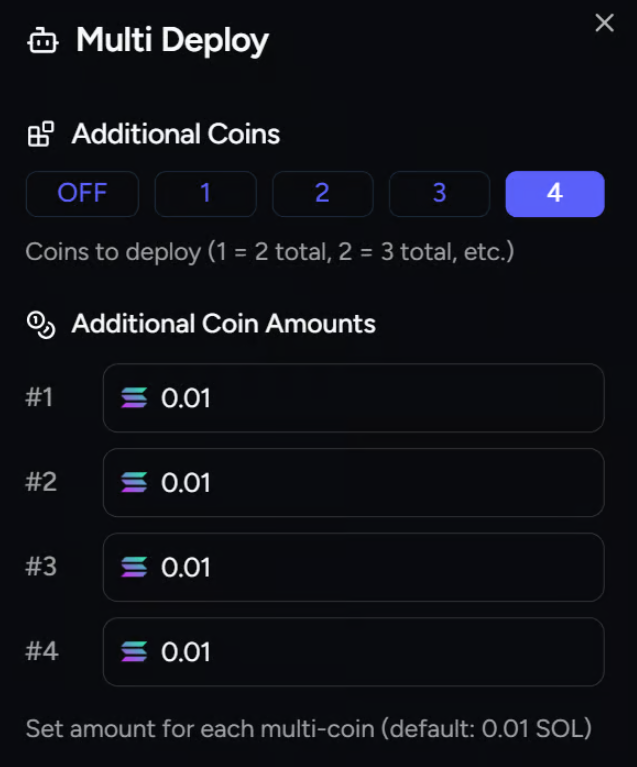 Multi Deploy
Additional Coins
OFF 1 2 3 4
Coins to deploy (1 = 2 total, 2 = 3 total, etc.)
Additional Coin Amounts
#1 0.01
#2 0.01
#3 0.01
#4 0.01
Set amount for each multi-coin (default: 0.01 SOL)